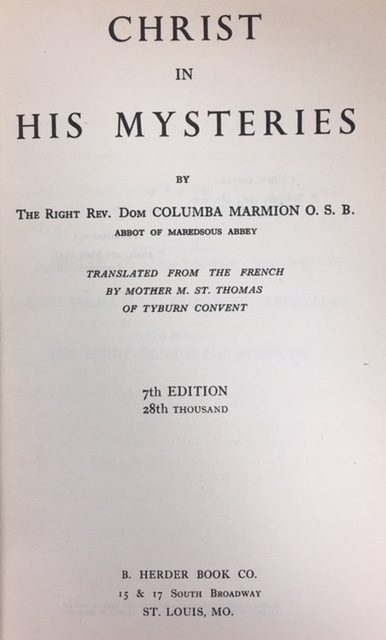 CHRIST
IN
HIS MYSTERIES
BY
THE RIGHT REV. DOM COLUMBA MARMION O. S. B.
ABBOT OF MAREDSOUS ABBEY
TRANSLATED FROM THE FRENCH
BY MOTHER M. ST. THOMAS
OF TYBURN CONVENT
7th EDITION
28th THOUSAND
B. HERDER BOOK CO.
15 & 17 SOUTH BROADWAY
ST. LOUIS, MO.